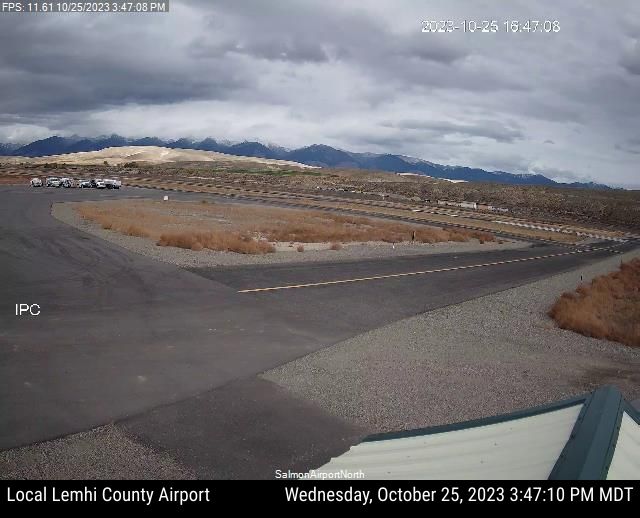 FPS: 11.61 10/25/2023 3:47:08 PM
2023-10-25 15:47:08
IPC
SalmonAirportNorth
Local Lemhi County Airport Wednesday, October 25, 2023 3:47:10 PM MDT